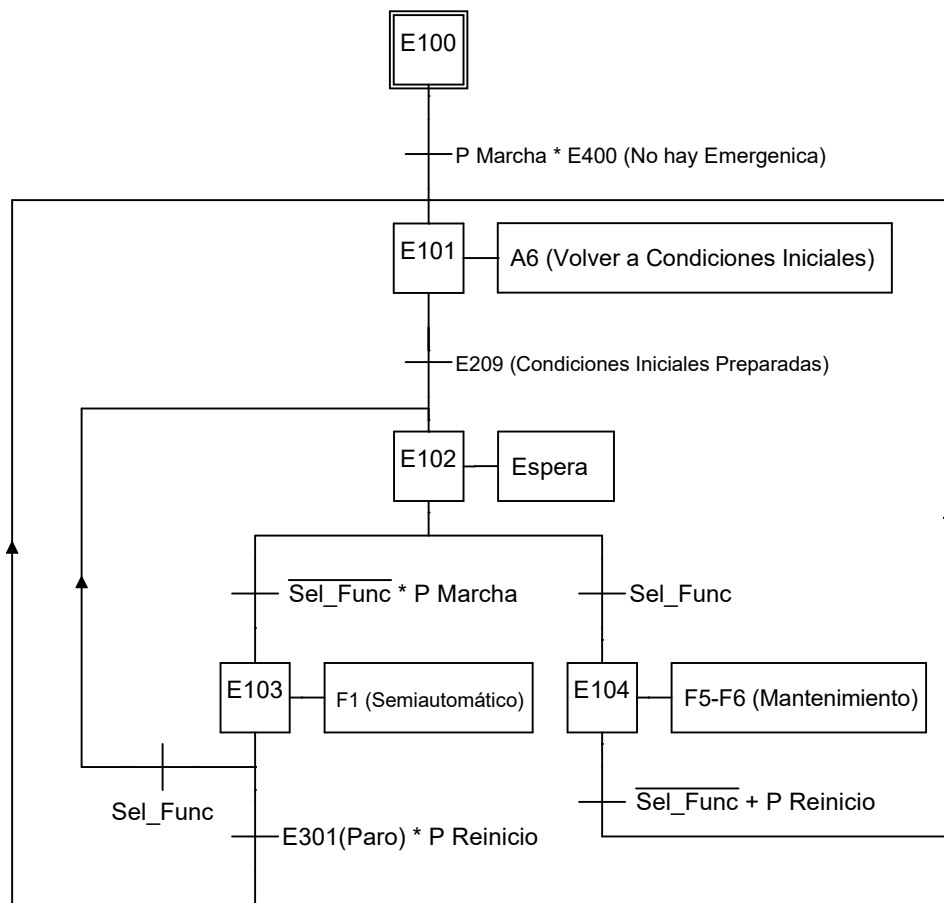 E100
P Marcha * E400 (No hay Emergenica)
E101
A6 (Volver a Condiciones Iniciales)
E209 (Condiciones Iniciales Preparadas)
E102
Espera
Sel_Func * P Marcha
Sel_Func
E103
F1 (Semiautomático)
E104
F5-F6 (Mantenimiento)
Sel_Func
Sel_Func + P Reinicio
E301(Paro) * P Reinicio